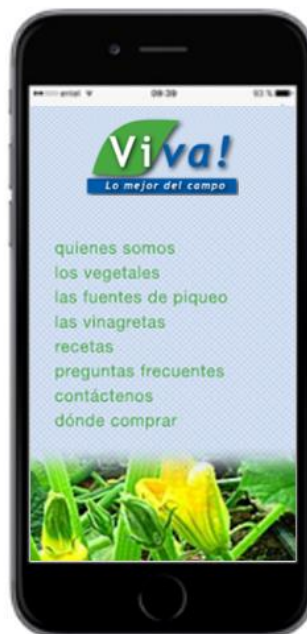 entel 09:39 93 %
Viva!
Lo mejor del campo
quienes somos
los vegetales
las fuentes de piqueo
las vinagretas
recetas
preguntas frecuentes
contáctenos
dónde comprar